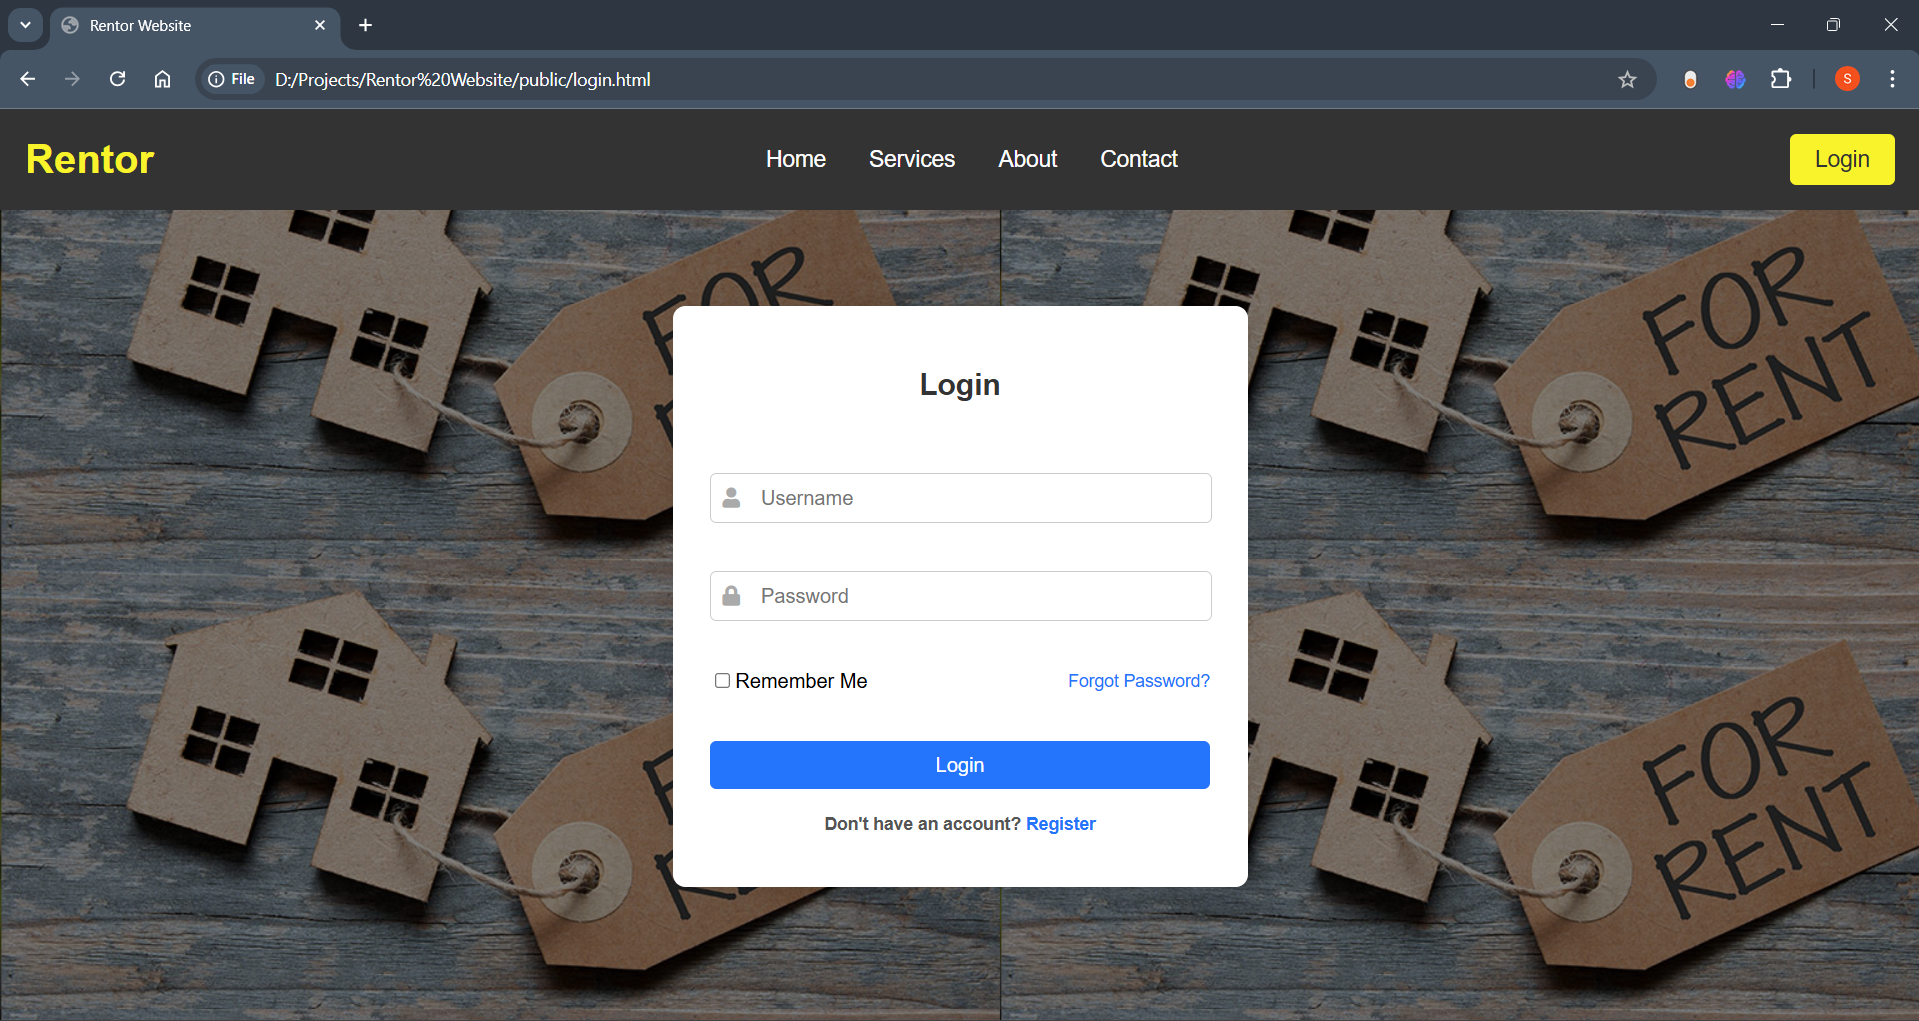 Rentor Website
File
D:/Projects/Rentor%20Website/public/login.html
S
Rentor
Home
Services
About
Contact
Login
FOR
R
FOR
RENT
Login
Username
Password
Remember Me
Forgot Password?
Login
Don't have an account? Register
F
R
FOR
RENT